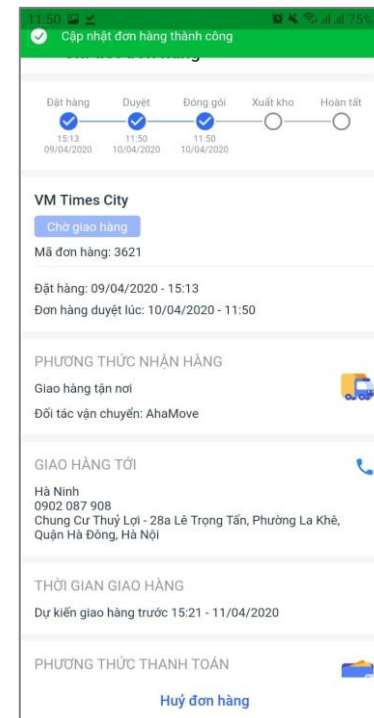 11:50
75%
Cập nhật đơn hàng thành công
Đặt hàng Duyệt Đóng gói Xuất kho Hoàn tất
15:13 11:50 11:50
09/04/2020 10/04/2020 10/04/2020
VM Times City
Chờ giao hàng
Mã đơn hàng: 3621
Đặt hàng: 09/04/2020 - 15:13
Đơn hàng duyệt lúc: 10/04/2020 - 11:50
PHƯƠNG THỨC NHẬN HÀNG
Giao hàng tận nơi
Đối tác vận chuyển: AhaMove
GIAO HÀNG TỚI
Hà Ninh
0902 087 908
Chung Cư Thuỷ Lợi - 28a Lê Trọng Tấn, Phường La Khê,
Quận Hà Đông, Hà Nội
THỜI GIAN GIAO HÀNG
Dự kiến giao hàng trước 15:21 - 11/04/2020
PHƯƠNG THỨC THANH TOÁN
Huỷ đơn hàng